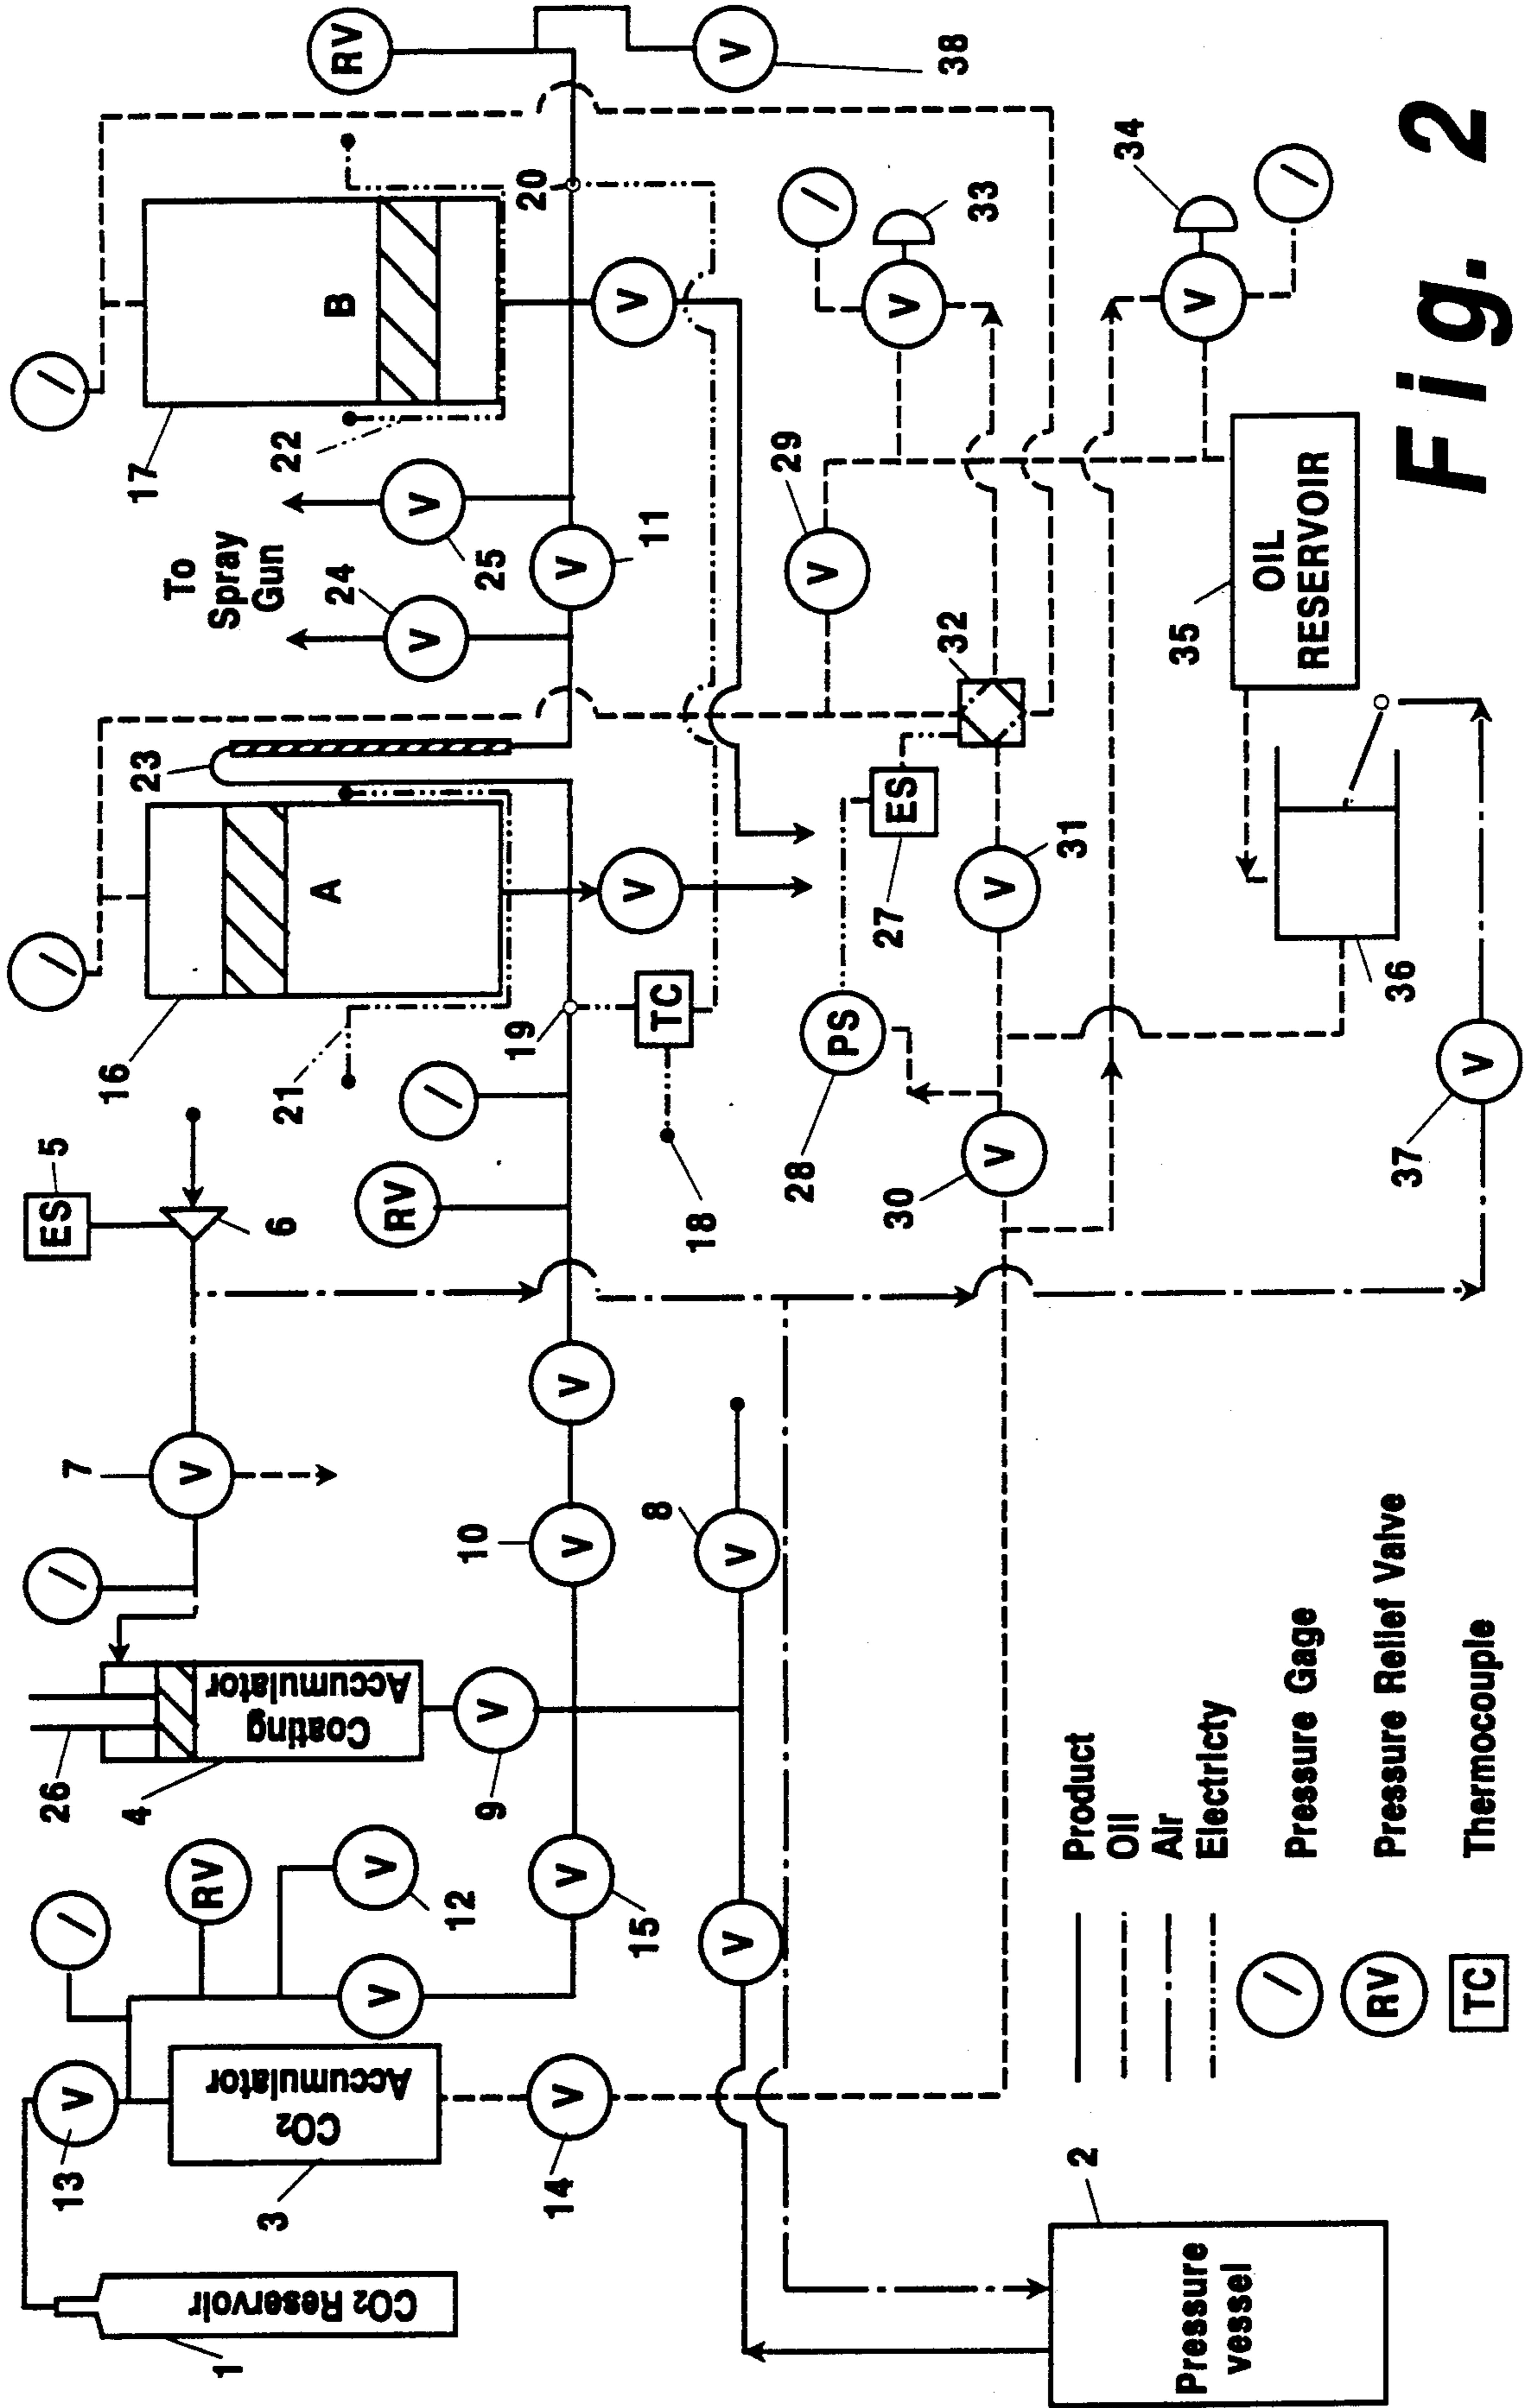 1
CO₂ Reservoir
13
V
3
CO₂
Accumulator
14
V
RV
V
12
V
15
V
26
4
Coating
Accumulator
9
V
V
7
V
10
V
8
V
V
5
ES
6
RV
16
21
A
19
TC
18
V
23
To
Spray
Gun
24
V
25
V
11
V
17
22
B
20
V
RV
V
38
28
PS
27
ES
30
V
31
V
32
29
V
33
V
34
V
35
OIL
RESERVOIR
36
37
V
2
Pressure
vessel
Product
Oil
Air
Electricty
Pressure Gage
RV
Pressure Relief Valve
TC
Thermocouple
Fig. 2